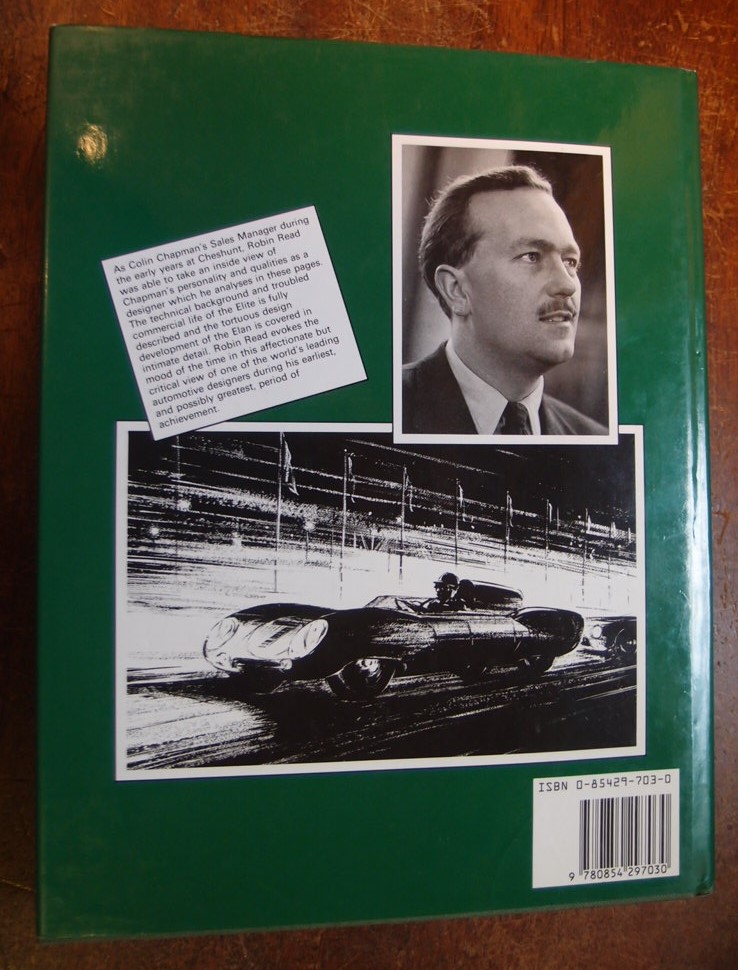 As Colin Chapman's Sales Manager during
the early years at Cheshunt, Robin Read
was able to take an inside view of
Chapman's personality and qualities as a
designer which he analyses in these pages.
The technical background and troubled
commercial life of the Elite is fully
described and the tortuous design
development of the Elan is covered in
intimate detail. Robin Read evokes the
mood of the time in this affectionate but
critical view of one of the world's leading
automotive designers during his earliest,
and possibly greatest, period of
achievement.
ISBN 0-85429-703-0
9 780854 297030